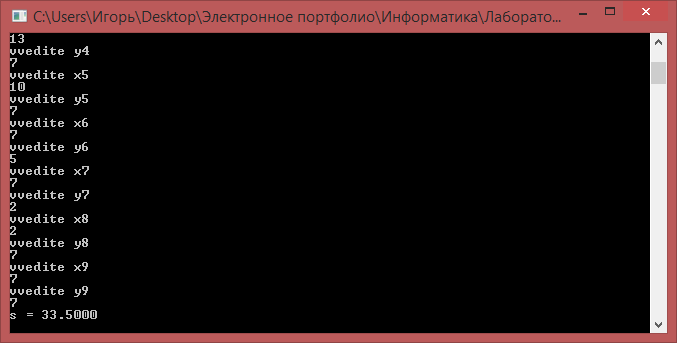 C:\Users\Игорь\Desktop\Электронное портфолио\Информатика\Лаборато...
13
vvedite y4
7
vvedite x5
10
vvedite y5
7
vvedite x6
7
vvedite y6
5
vvedite x7
7
vvedite y7
2
vvedite x8
2
vvedite y8
7
vvedite x9
7
vvedite y9
7
s = 33.5000